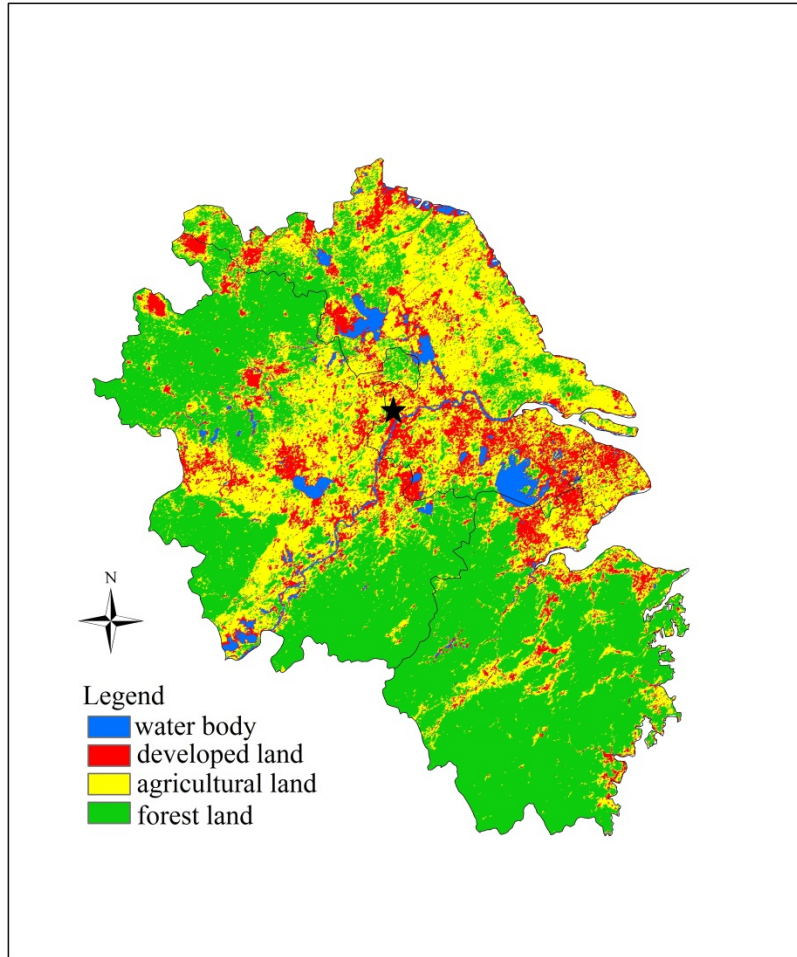 N
Legend
water body
developed land
agricultural land
forest land